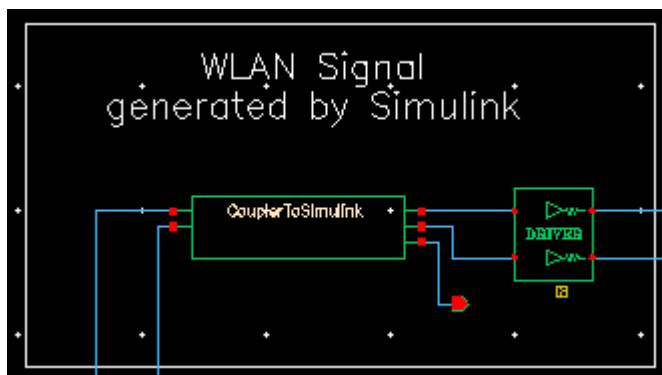 WLAN Signal
generated by Simulink
CouplerToSimulink
DRIVER